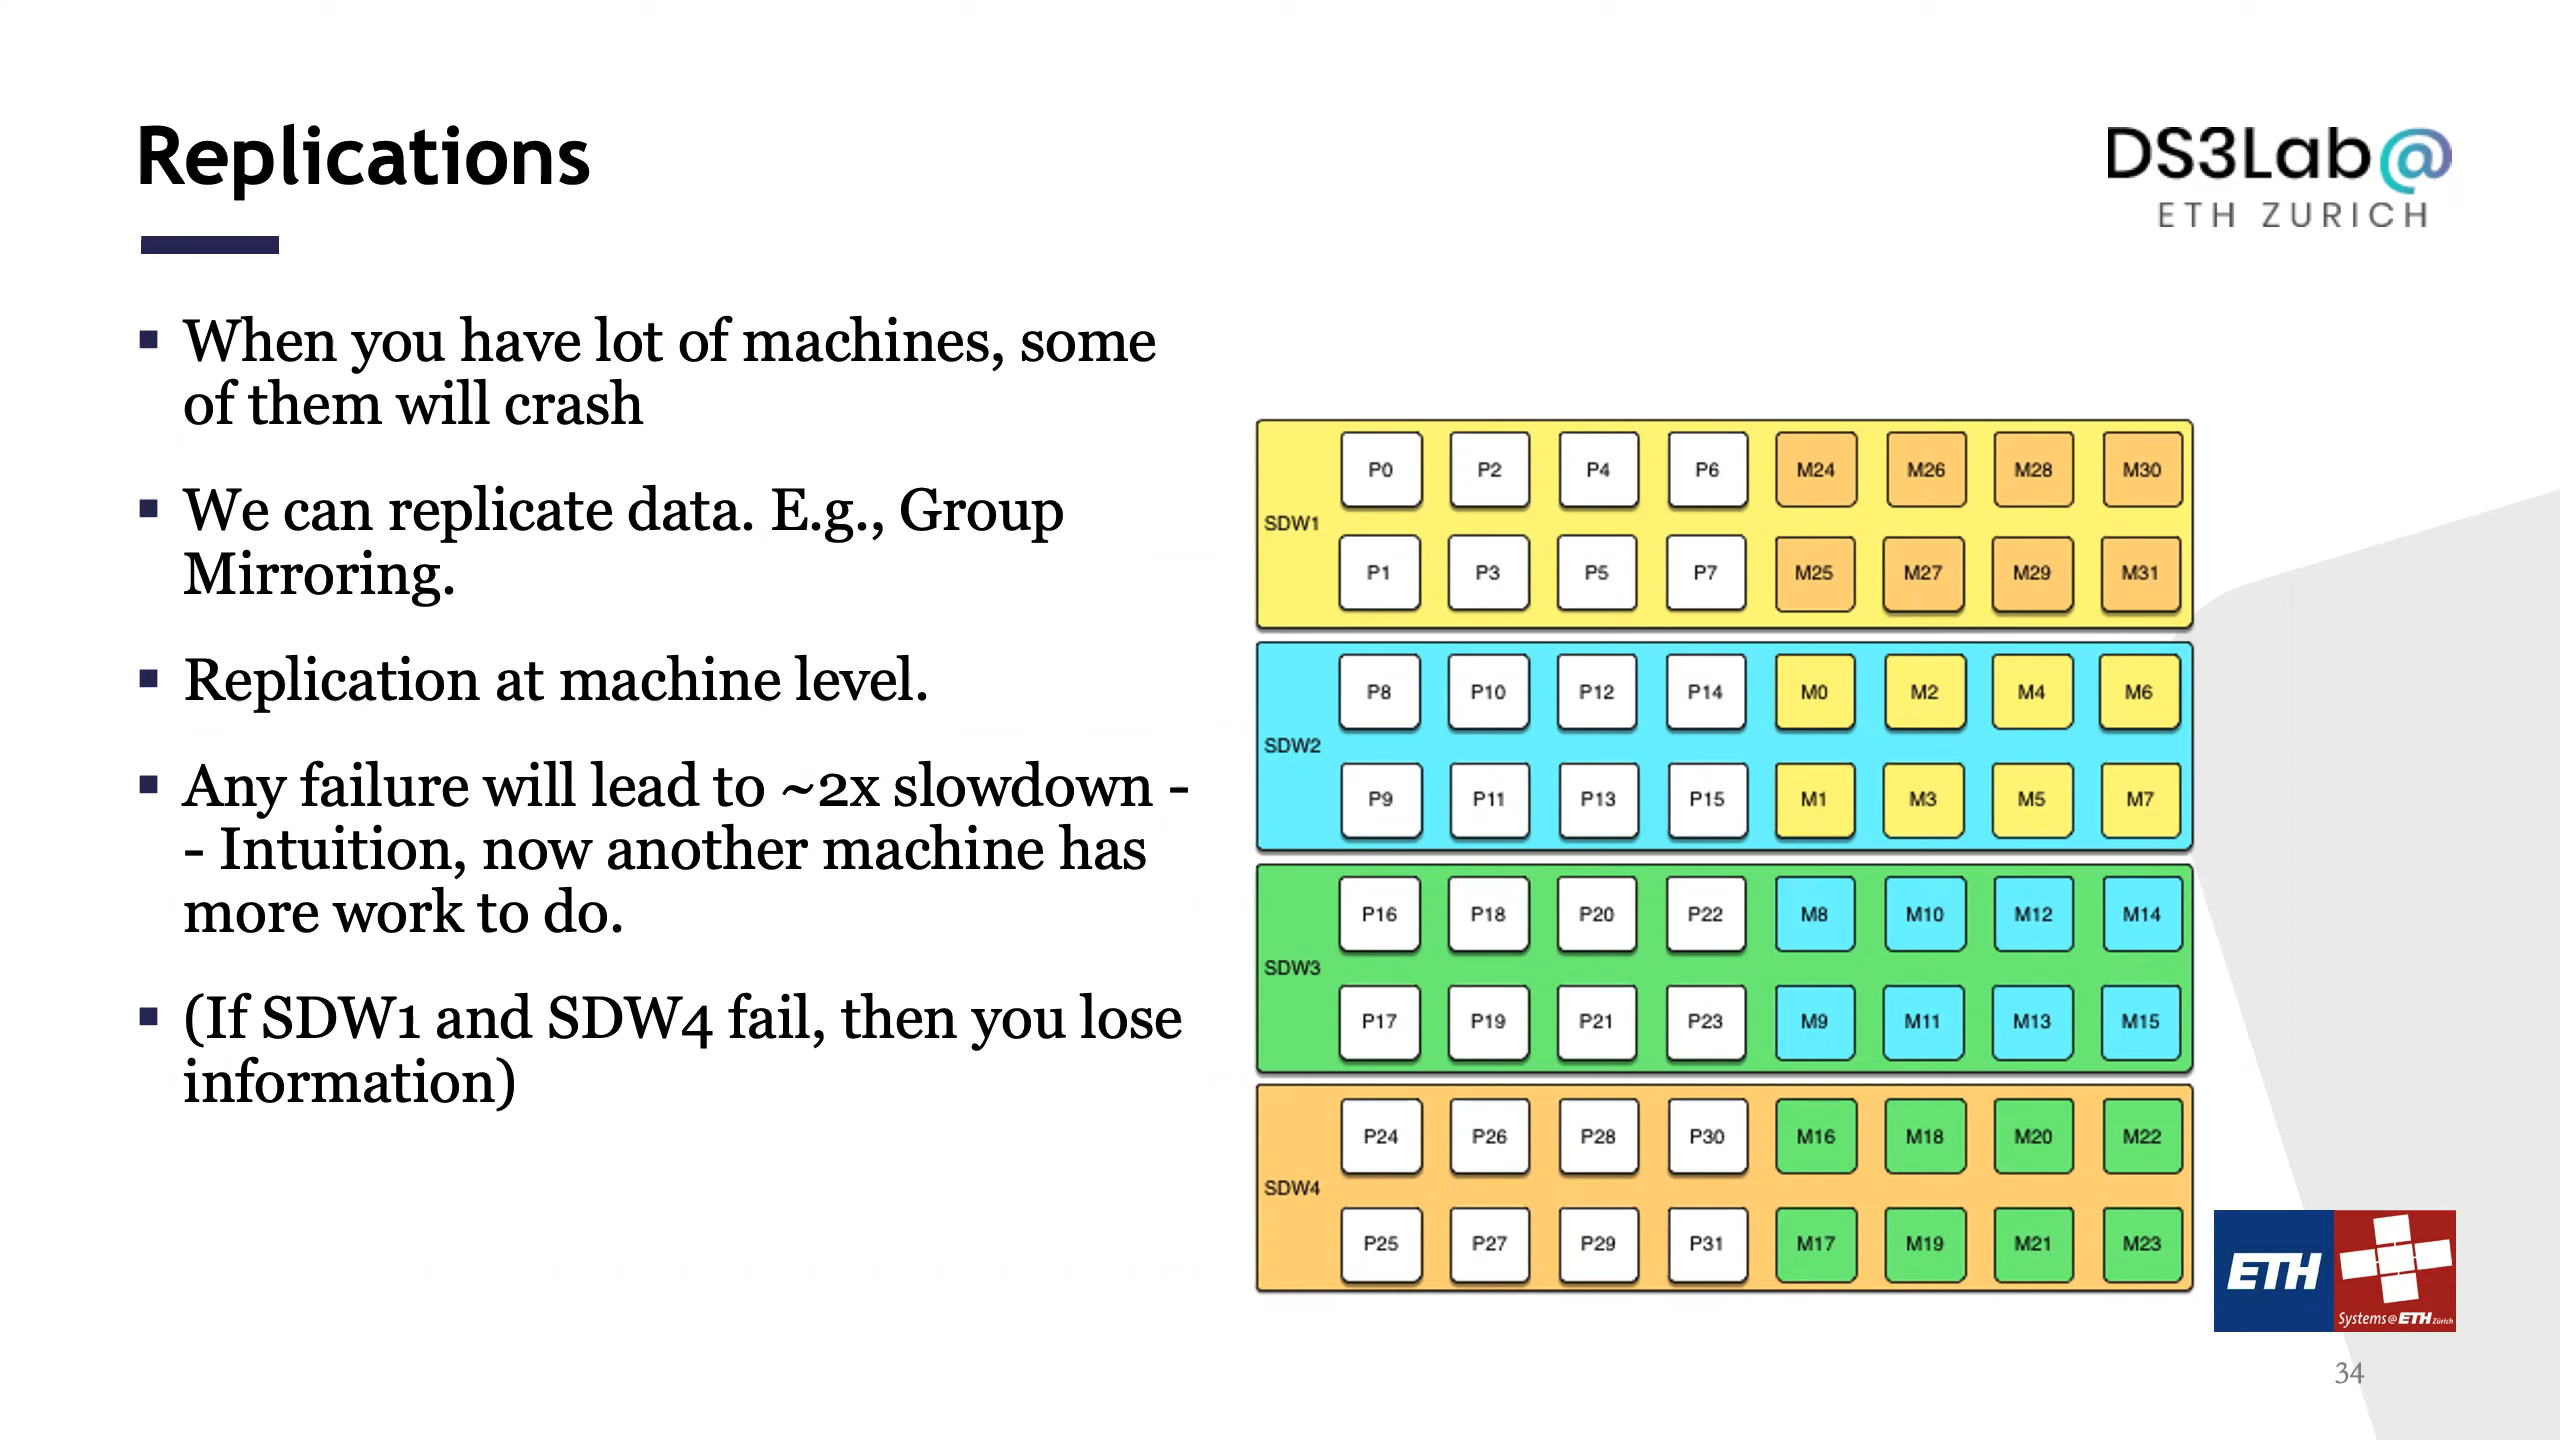 Replications
DS3Lab@
ETH ZURICH
When you have lot of machines, some
of them will crash
We can replicate data. E.g., Group
Mirroring.
Replication at machine level.
Any failure will lead to ~2x slowdown -
- Intuition, now another machine has
more work to do.
(If SDW1 and SDW4 fail, then you lose
information)
P0 P2 P4 P6 M24 M26 M28 M30
SDW1
P1 P3 P5 P7 M25 M27 M29 M31
P8 P10 P12 P14 M0 M2 M4 M6
SDW2
P9 P11 P13 P15 M1 M3 M5 M7
P16 P18 P20 P22 M8 M10 M12 M14
SDW3
P17 P19 P21 P23 M9 M11 M13 M15
P24 P26 P28 P30 M16 M18 M20 M22
SDW4
P25 P27 P29 P31 M17 M19 M21 M23
ETH
Systems@ETH Zürich
34